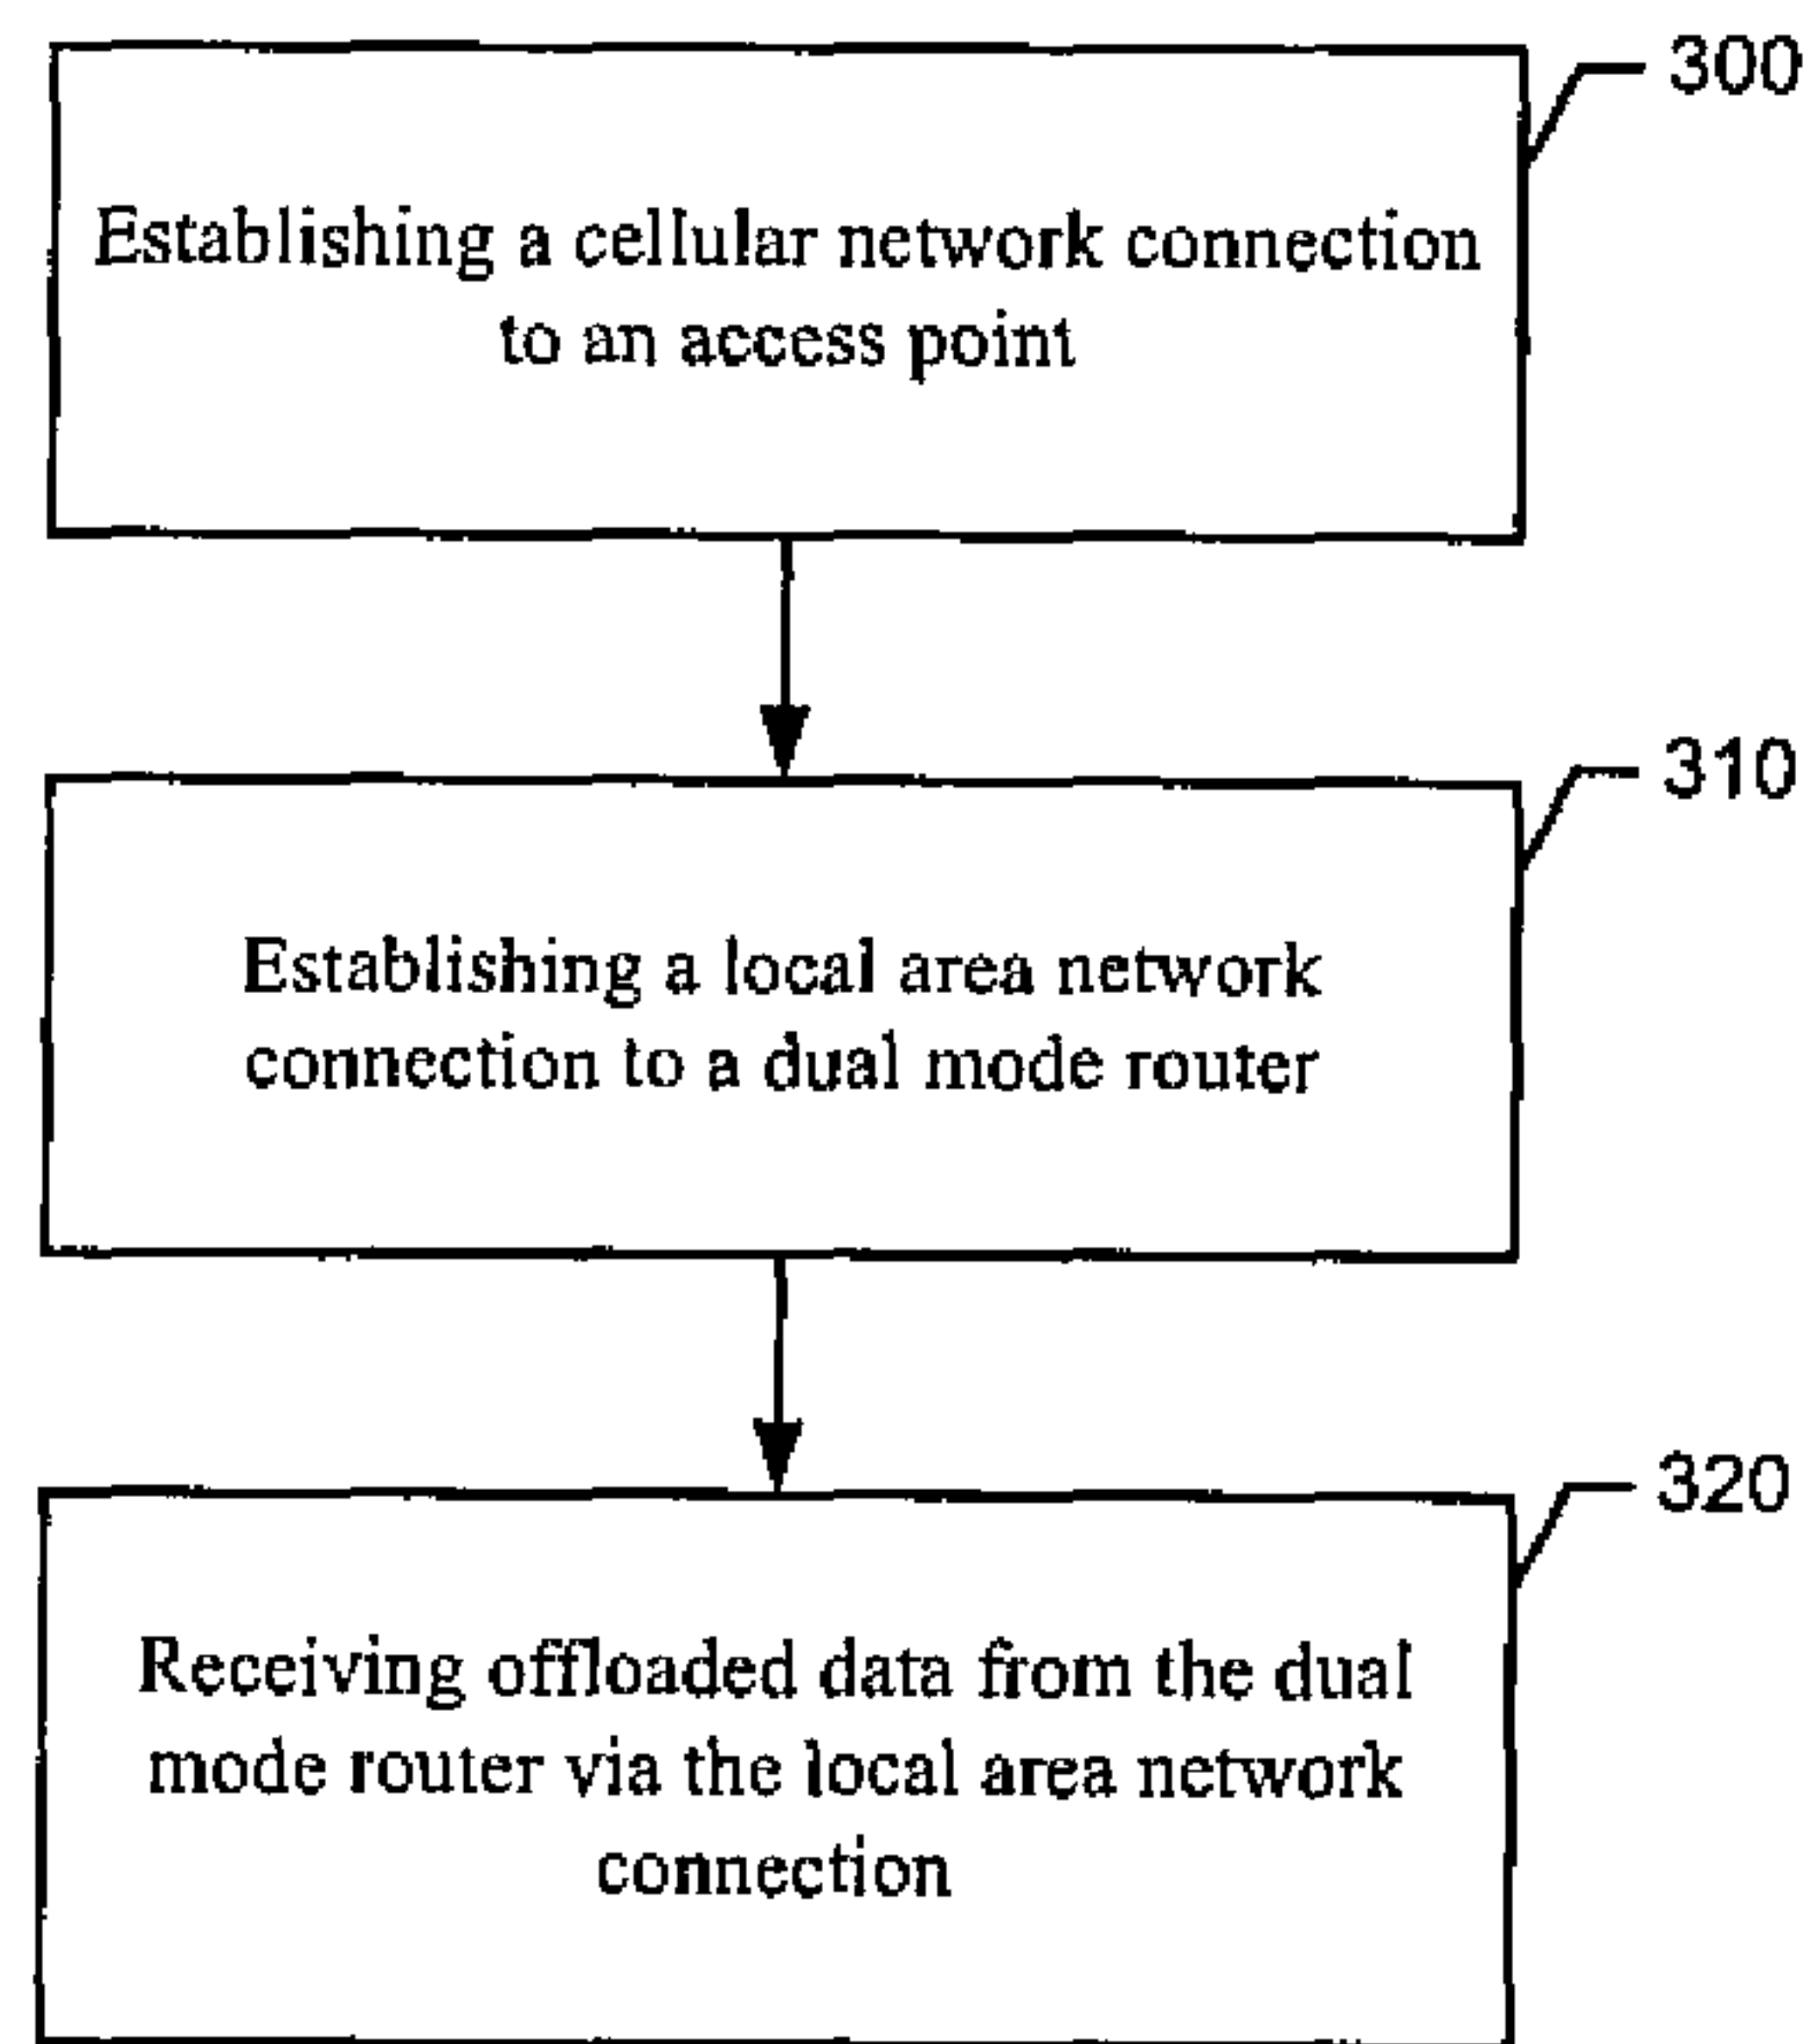 300
Establishing a cellular network connection
to an access point
310
Establishing a local area network
connection to a dual mode router
320
Receiving offloaded data from the dual
mode router via the local area network
connection